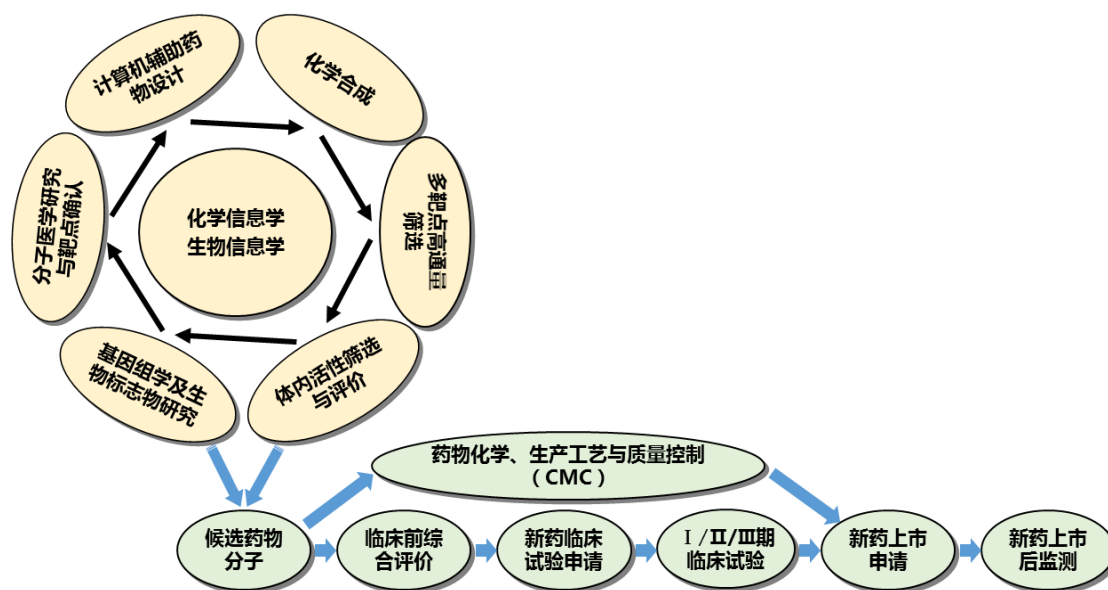 计算机辅助药
物设计
化学合成
分子医学研究
与靶点确认
化学信息学
生物信息学
多靶点高通量
筛选
基因组学及生
物标志物研究
体内活性筛选
与评价
药物化学、生产工艺与质量控制
（CMC）
候选药物
分子
临床前综
合评价
新药临床
试验申请
Ⅰ/Ⅱ/Ⅲ期
临床试验
新药上市
申请
新药上市
后监测